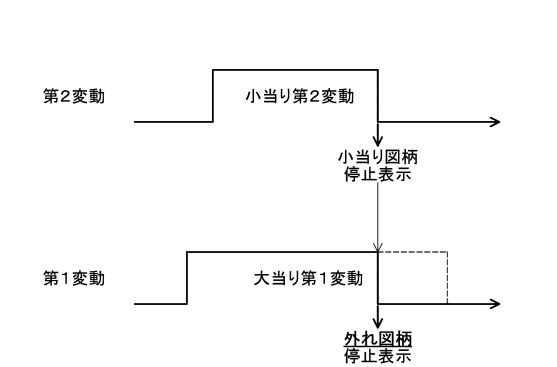 第２変動
小当り第２変動
小当り図柄
停止表示
第１変動
大当り第１変動
外れ図柄
停止表示